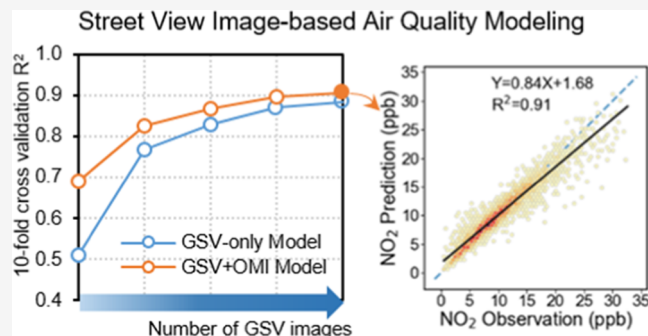 Street View Image-based Air Quality Modeling
10-fold cross validation R²
1.0
0.9
0.8
0.7
0.6
0.5
0.4
GSV-only Model
GSV+OMI Model
Number of GSV images
NO₂ Prediction (ppb)
35
30
25
20
15
10
5
0
Y=0.84X+1.68
R²=0.91
0 5 10 15 20 25 30 35
NO₂ Observation (ppb)